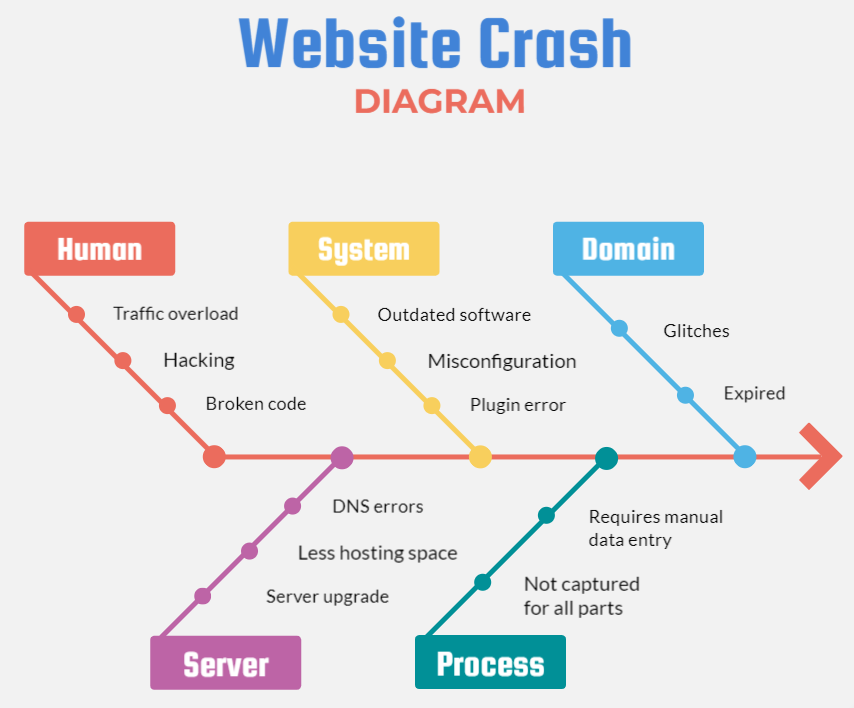 Website Crash
DIAGRAM
Human
System
Domain
Traffic overload
Outdated software
Glitches
Hacking
Misconfiguration
Expired
Broken code
Plugin error
DNS errors
Requires manual
data entry
Less hosting space
Not captured
for all parts
Server upgrade
Server
Process